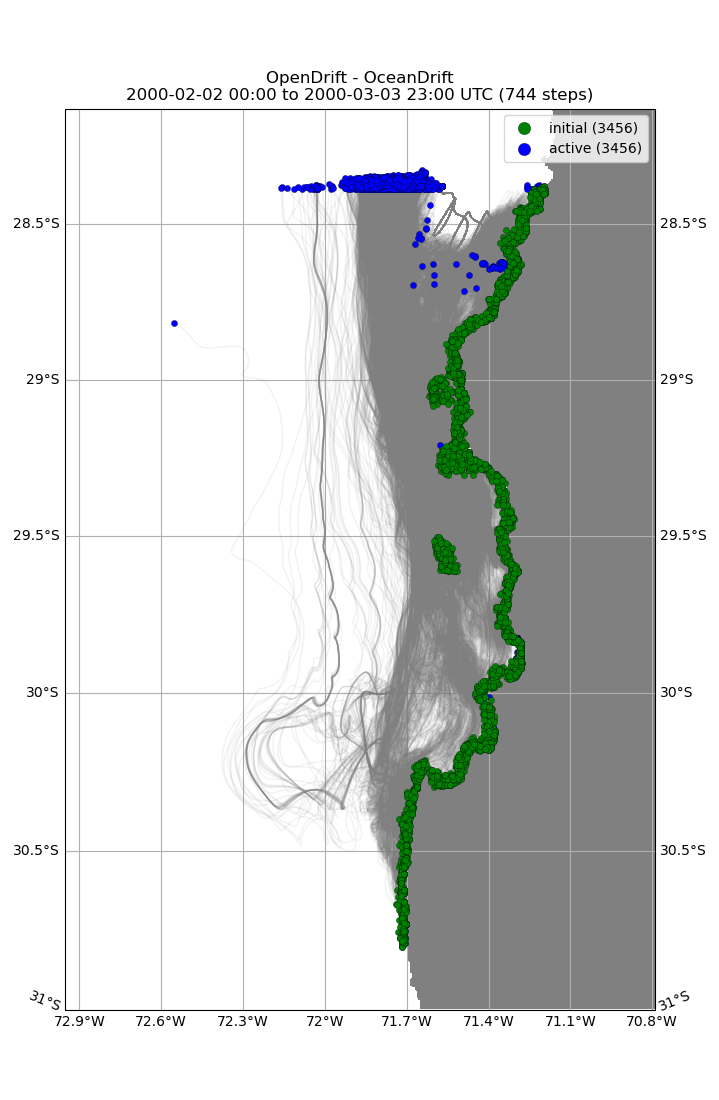 OpenDrift - OceanDrift
2000-02-02 00:00 to 2000-03-03 23:00 UTC (744 steps)
initial (3456)
active (3456)
28.5°S 28.5°S
29°S 29°S
29.5°S 29.5°S
30°S 30°S
30.5°S 30.5°S
31°S 31°S
72.9°W 72.6°W 72.3°W 72°W 71.7°W 71.4°W 71.1°W 70.8°W